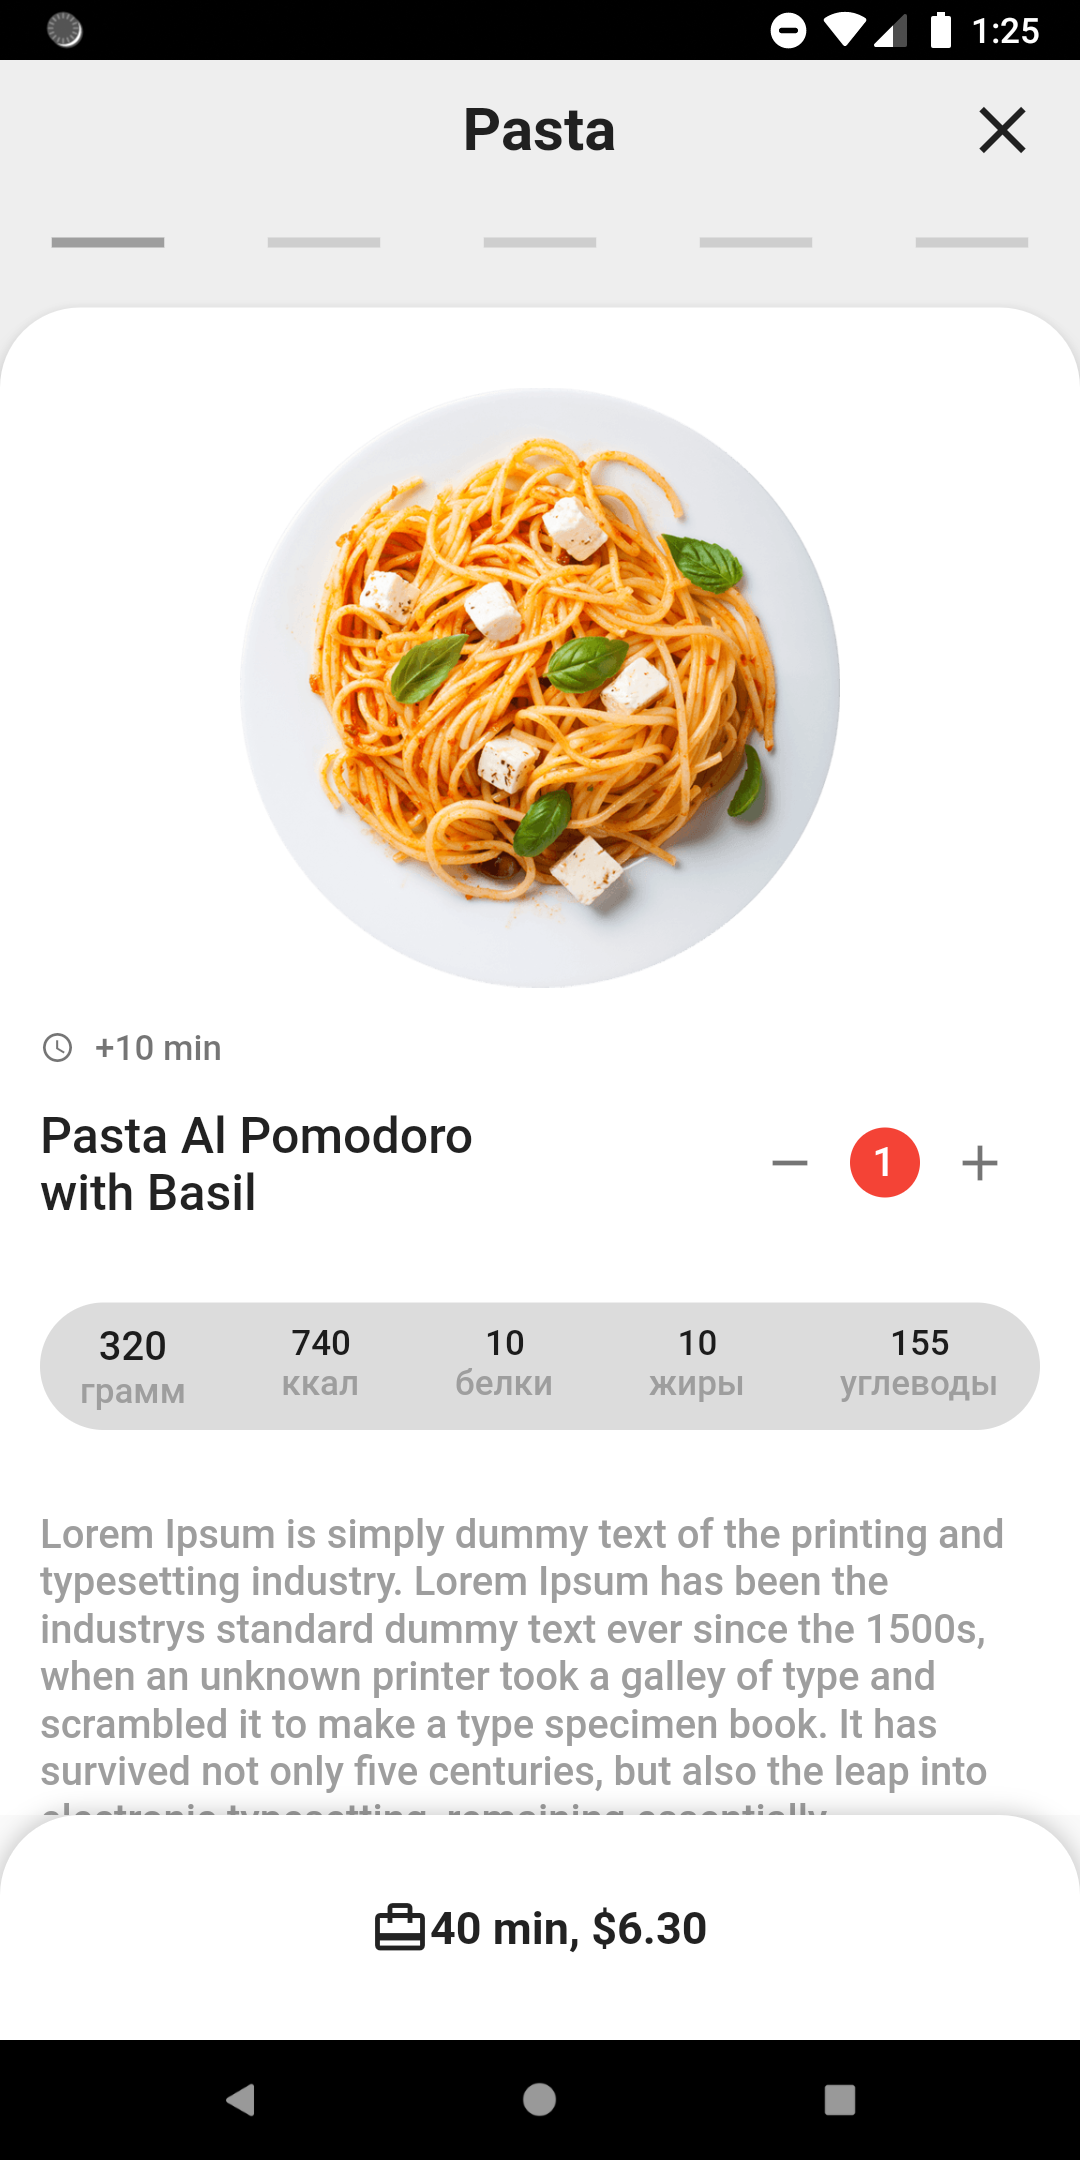 1:25
Pasta
+10 min
Pasta Al Pomodoro
with Basil
1
320 740 10 10 155
грамм ккал белки жиры углеводы
Lorem Ipsum is simply dummy text of the printing and
typesetting industry. Lorem Ipsum has been the
industrys standard dummy text ever since the 1500s,
when an unknown printer took a galley of type and
scrambled it to make a type specimen book. It has
survived not only five centuries, but also the leap into
electronic typesetting, remaining essentially
40 min, $6.30